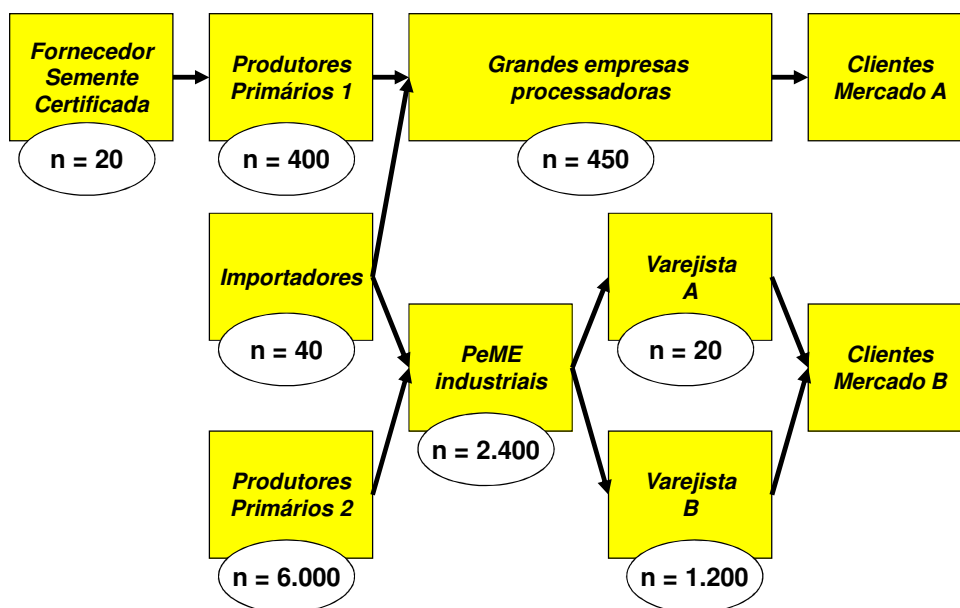 Fornecedor
Semente
Certificada
n = 20
Produtores
Primários 1
n = 400
Grandes empresas
processadoras
n = 450
Clientes
Mercado A
Importadores
n = 40
PeME
industriais
n = 2.400
Varejista
A
n = 20
Clientes
Mercado B
Produtores
Primários 2
n = 6.000
Varejista
B
n = 1.200